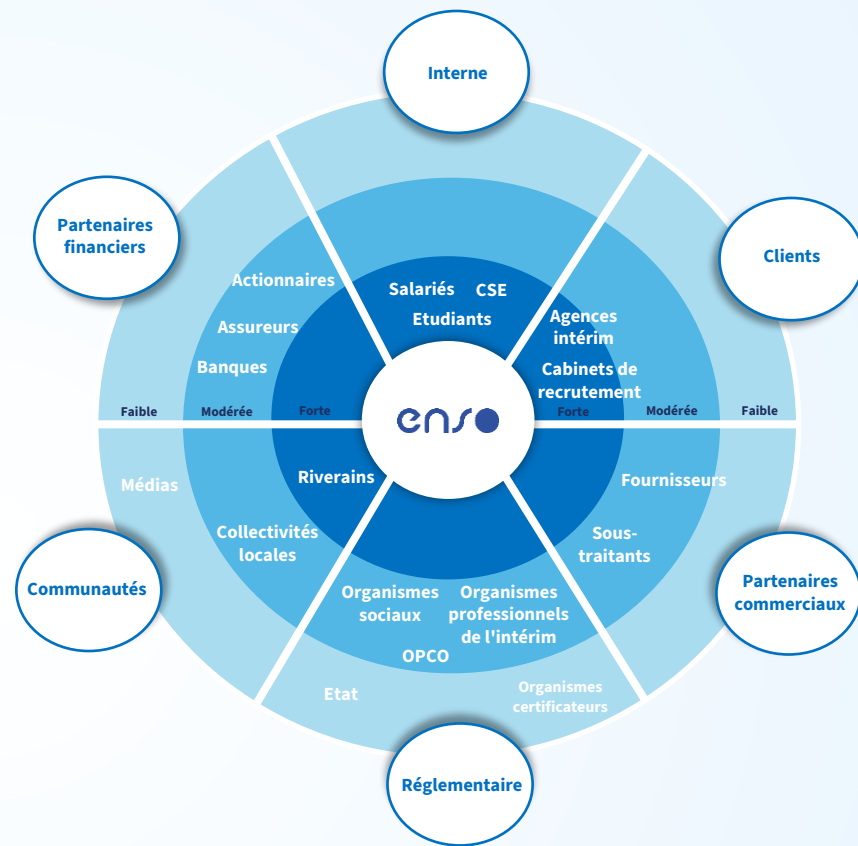 Interne
Partenaires
financiers
Clients
Actionnaires
Assureurs
Banques
Salariés
CSE
Etudiants
Agences
intérim
Cabinets de
recrutement
Faible
Modérée
Forte
enso
Forte
Modérée
Faible
Médias
Riverains
Collectivités
locales
Fournisseurs
Sous-
traitants
Communautés
Partenaires
commerciaux
Organismes
sociaux
Organismes
professionnels
de l'intérim
OPCO
Etat
Organismes
certificateurs
Réglementaire